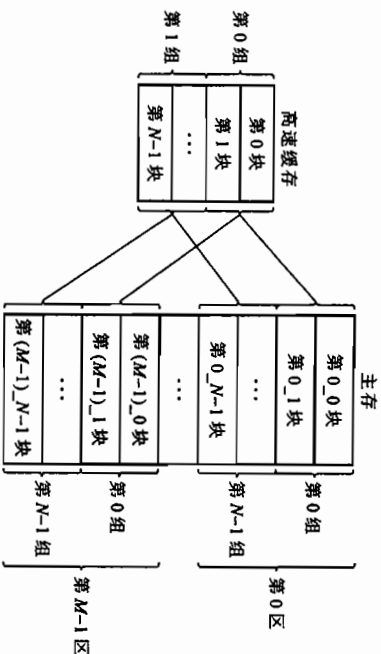 高速缓存
第0组
第1组
第0块
第1块
...
第N-1块
主存
第0_0块
第0_1块
...
第0_N-1块
...
第(M-1)_0块
第(M-1)_1块
...
第(M-1)_N-1块
第0组
第N-1组
第0组
第N-1组
第0区
第M-1区